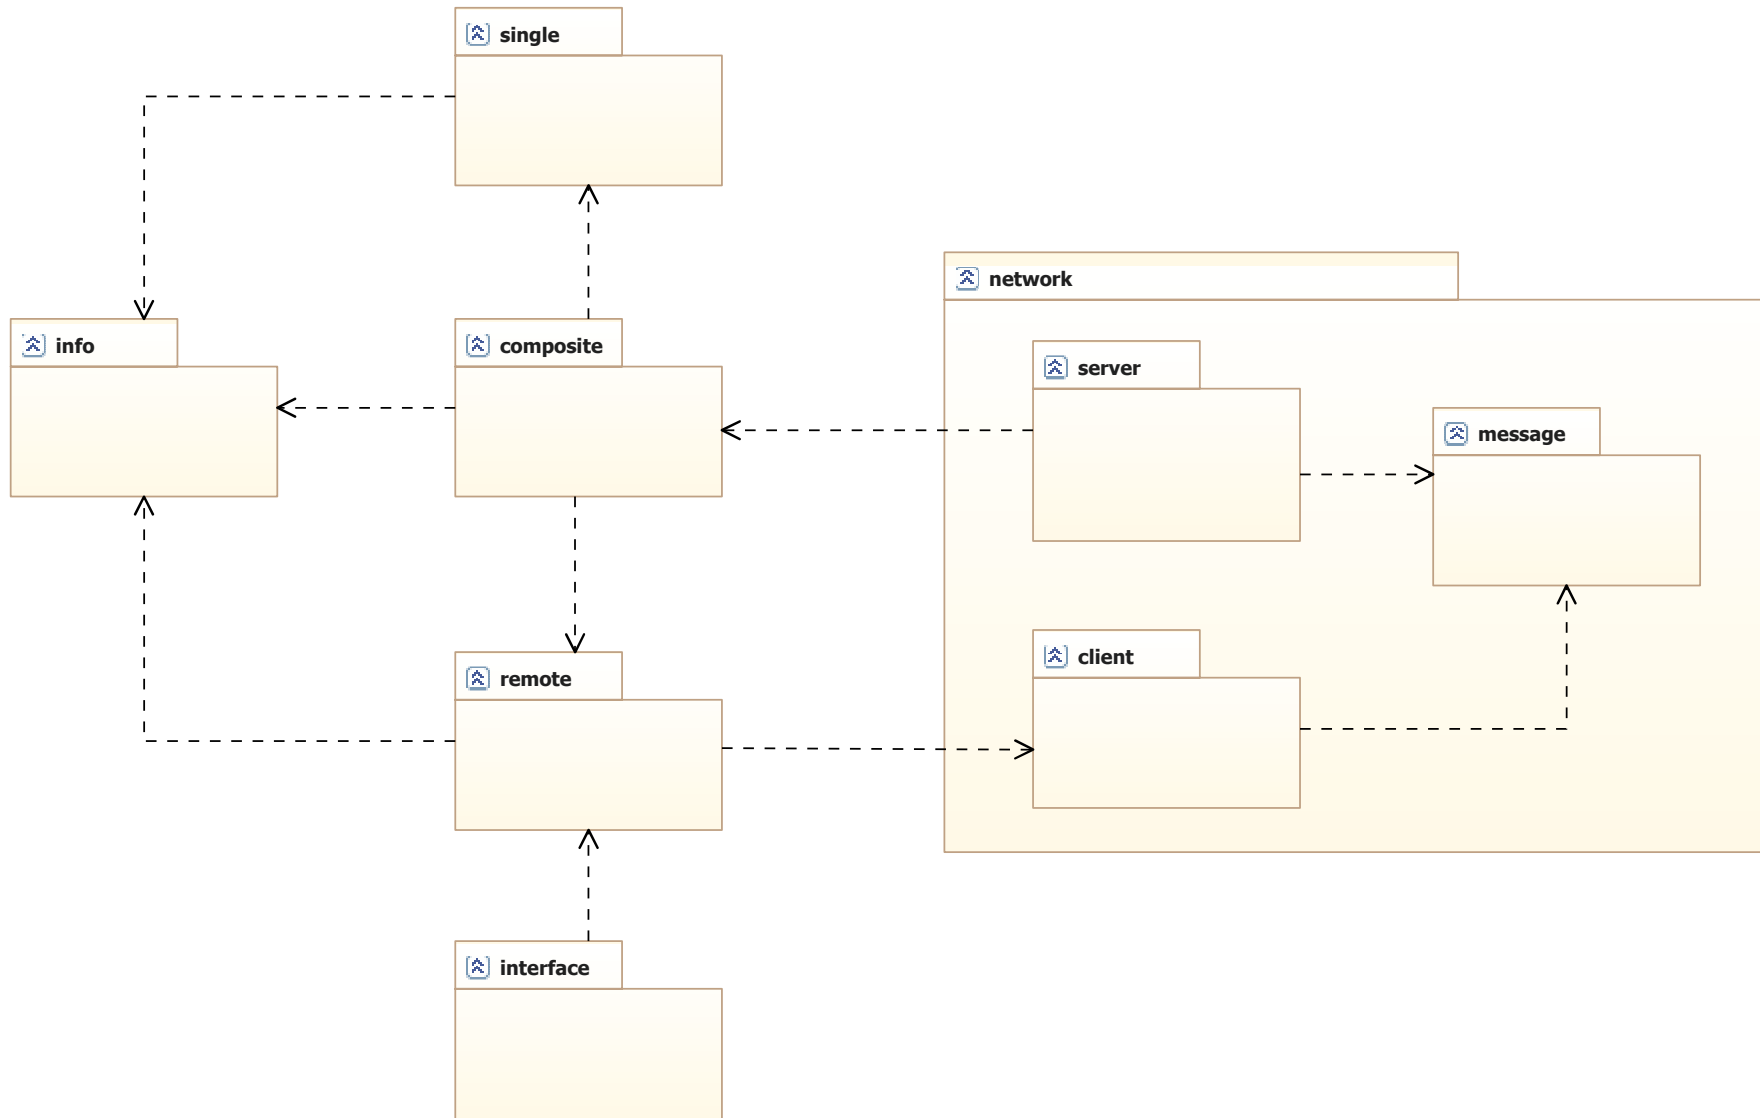 single
network
info
composite
server
message
client
remote
interface